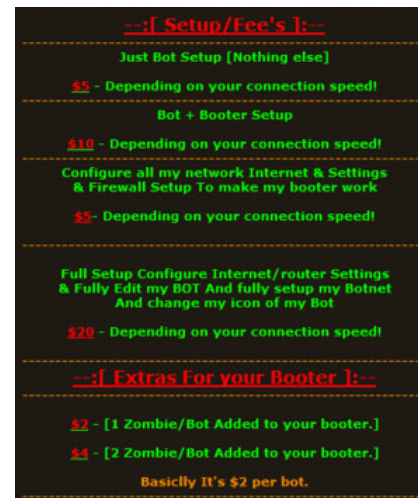 --:[ Setup/Fee's ]:--
Just Bot Setup [Nothing else]
$5 - Depending on your connection speed!
Bot + Booter Setup
$10 - Depending on your connection speed!
Configure all my network Internet & Settings
& Firewall Setup To make my booter work
$5- Depending on your connection speed!
Full Setup Configure Internet/router Settings
& Fully Edit my BOT And fully setup my Botnet
And change my icon of my Bot
$20 - Depending on your connection speed!
--:[ Extras For your Booter ]:--
$2 - [1 Zombie/Bot Added to your booter.]
$4 - [2 Zombie/Bot Added to your booter.]
Basiclly It's $2 per bot.